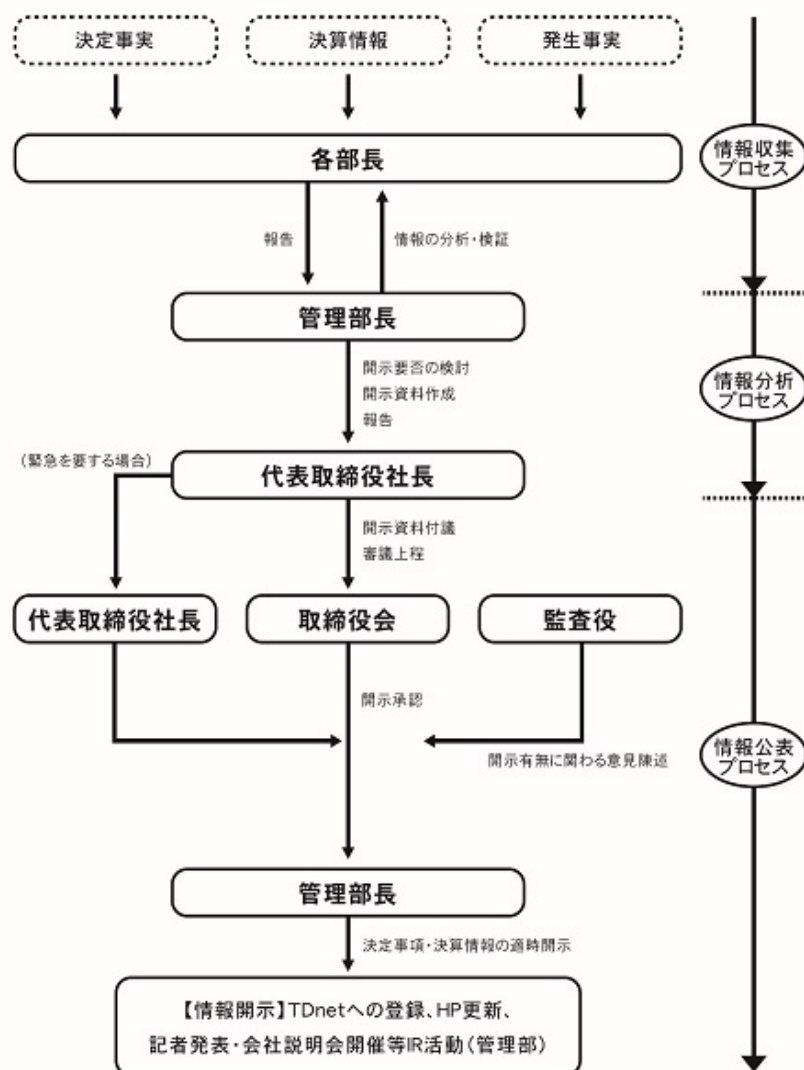 決定事実
決算情報
発生事実
各部長
情報収集
プロセス
報告
情報の分析・検証
管理部長
開示要否の検討
開示資料作成
報告
情報分析
プロセス
(緊急を要する場合)
代表取締役社長
開示資料付議
審議上程
代表取締役社長
取締役会
監査役
開示承認
開示有無に関わる意見陳述
情報公表
プロセス
管理部長
決定事項・決算情報の適時開示
【情報開示】TDnetへの登録、HP更新、
記者発表・会社説明会開催等IR活動(管理部)